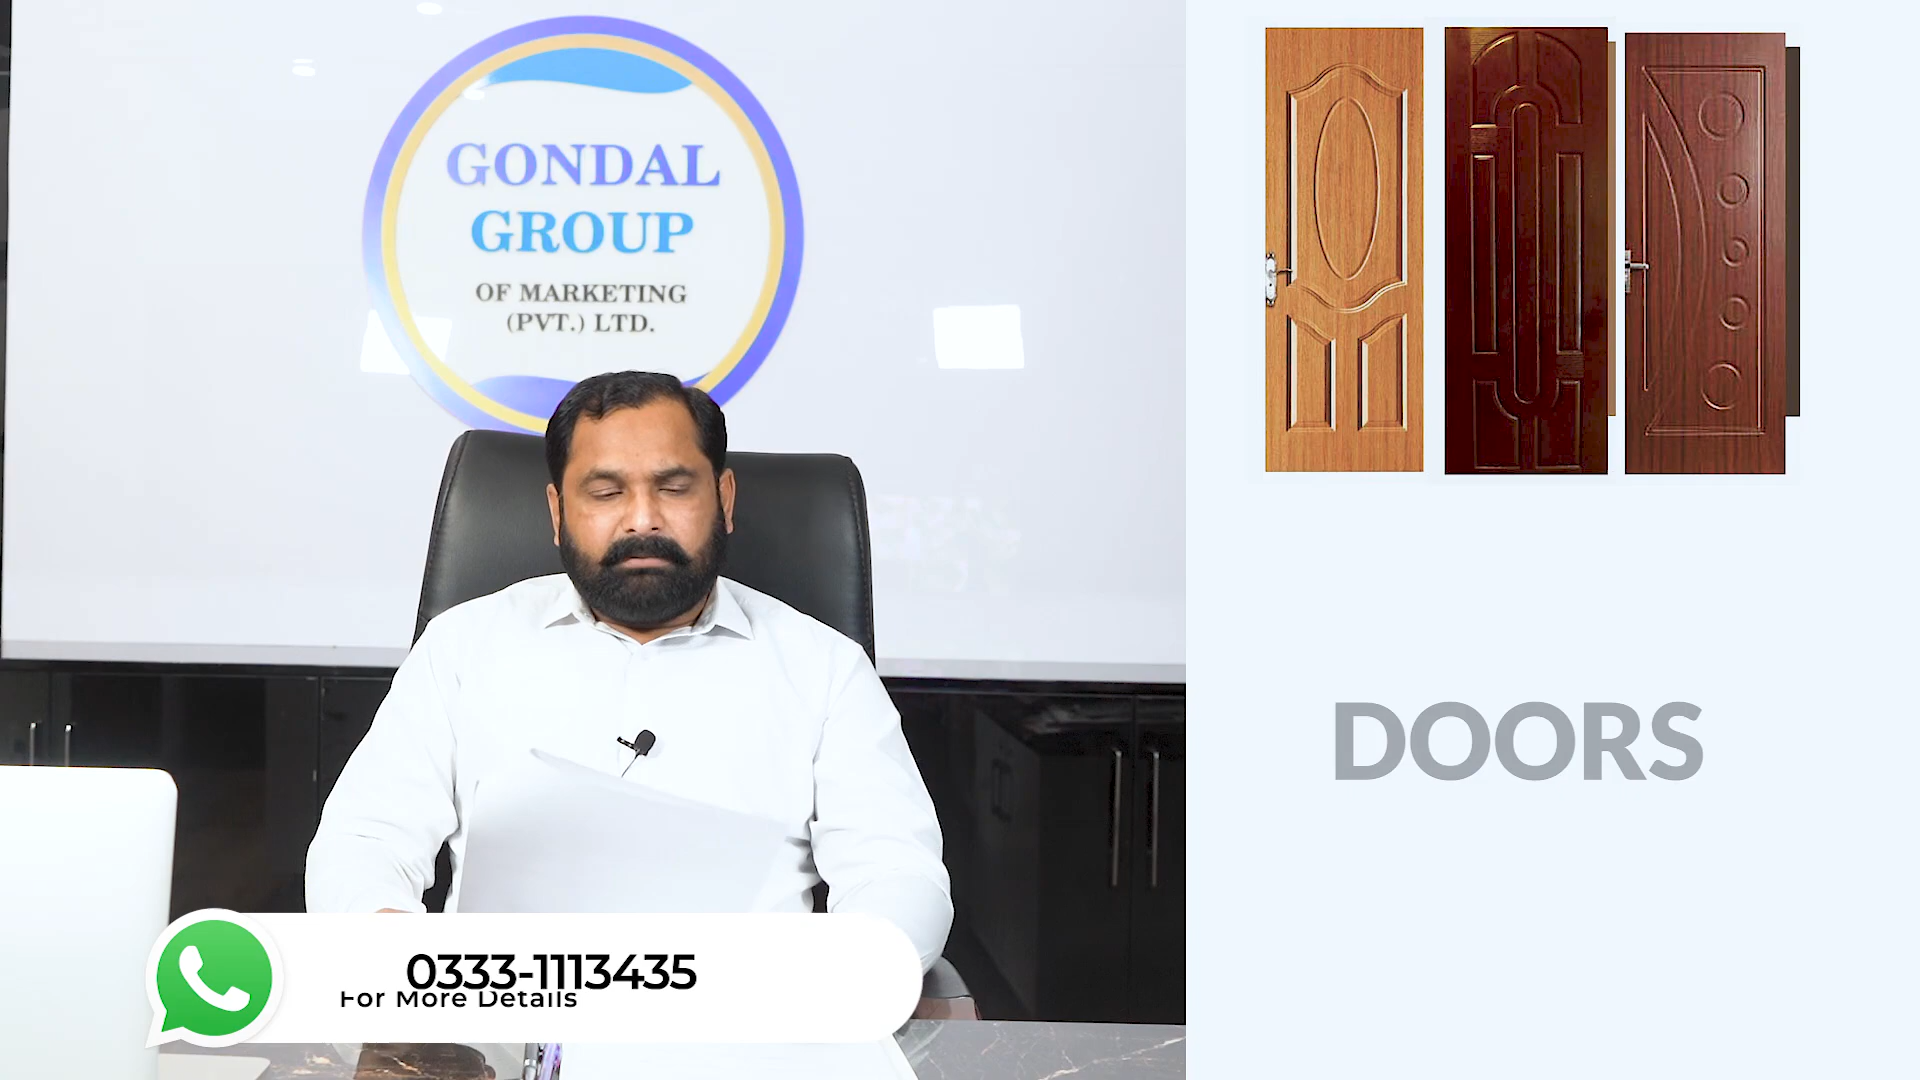 GONDAL
GROUP
OF MARKETING
(PVT.) LTD.
DOORS
0333-1113435
For More Details